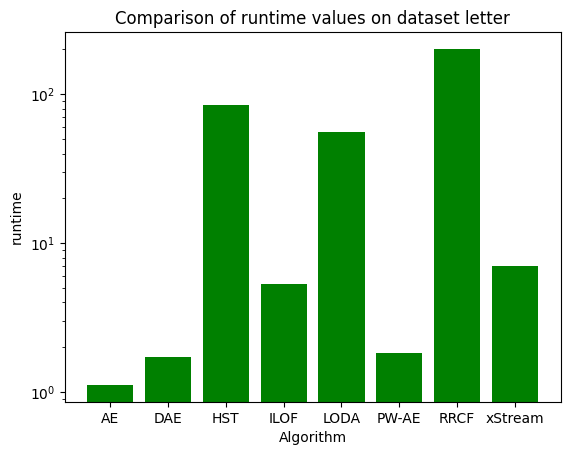 Comparison of runtime values on dataset letter
10²
10¹
10⁰
runtime
AE DAE HST ILOF LODA PW-AE RRCF xStream
Algorithm